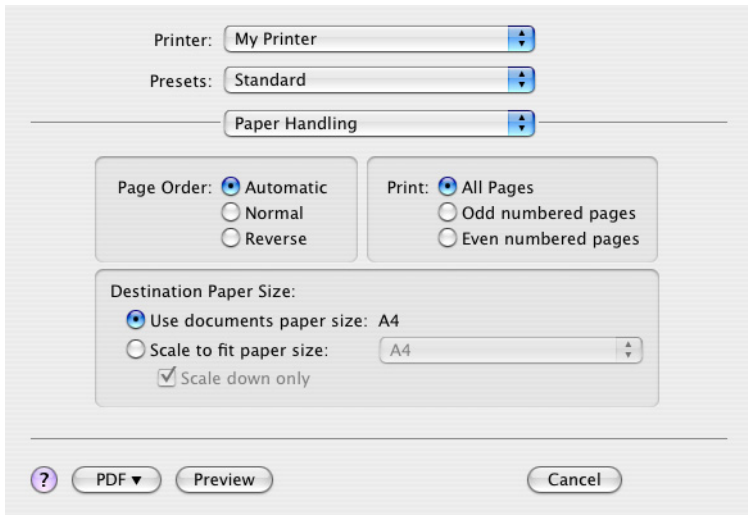 Printer: My Printer
Presets: Standard
Paper Handling
Page Order: Automatic
Normal
Reverse
Print: All Pages
Odd numbered pages
Even numbered pages
Destination Paper Size:
Use documents paper size: A4
Scale to fit paper size: A4
Scale down only
? PDF▼ Preview Cancel